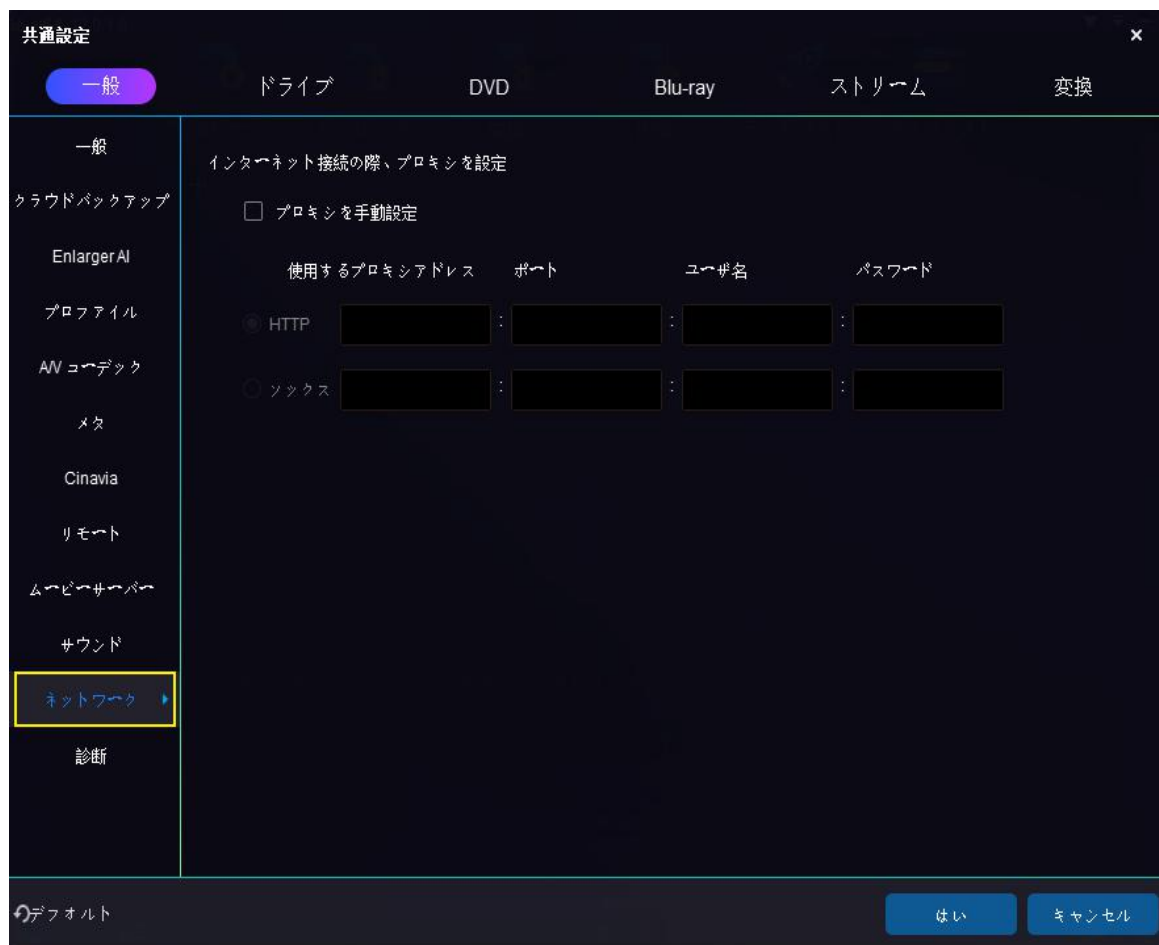 共通設定
×
一般 ドライブ DVD Blu-ray ストリーム 変換
一般
クラウドバックアップ
Enlarger AI
プロファイル
A/V コーデック
メタ
Cinavia
リモート
ムービーサーバー
サウンド
ネットワーク
診断
インターネット接続の際、プロキシを設定
プロキシを手動設定
使用するプロキシアドレス ポート ユーザ名 パスワード
HTTP : : :
ソックス : : :
デフォルト はい キャンセル